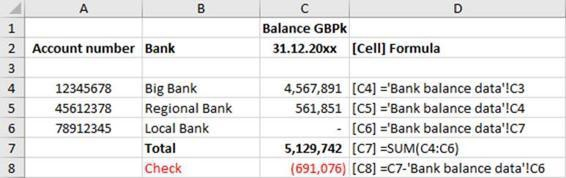 A B C D
1 Balance GBPk
2 Account number Bank 31.12.20xx [Cell] Formula
3
4 12345678 Big Bank 4,567,891 [C4] ='Bank balance data'!C3
5 45612378 Regional Bank 561,851 [C5] ='Bank balance data'!C4
6 78912345 Local Bank - [C6] ='Bank balance data'!C7
7 Total 5,129,742 [C7] =SUM(C4:C6)
8 Check (691,076) [C8] =C7-'Bank balance data'!C6